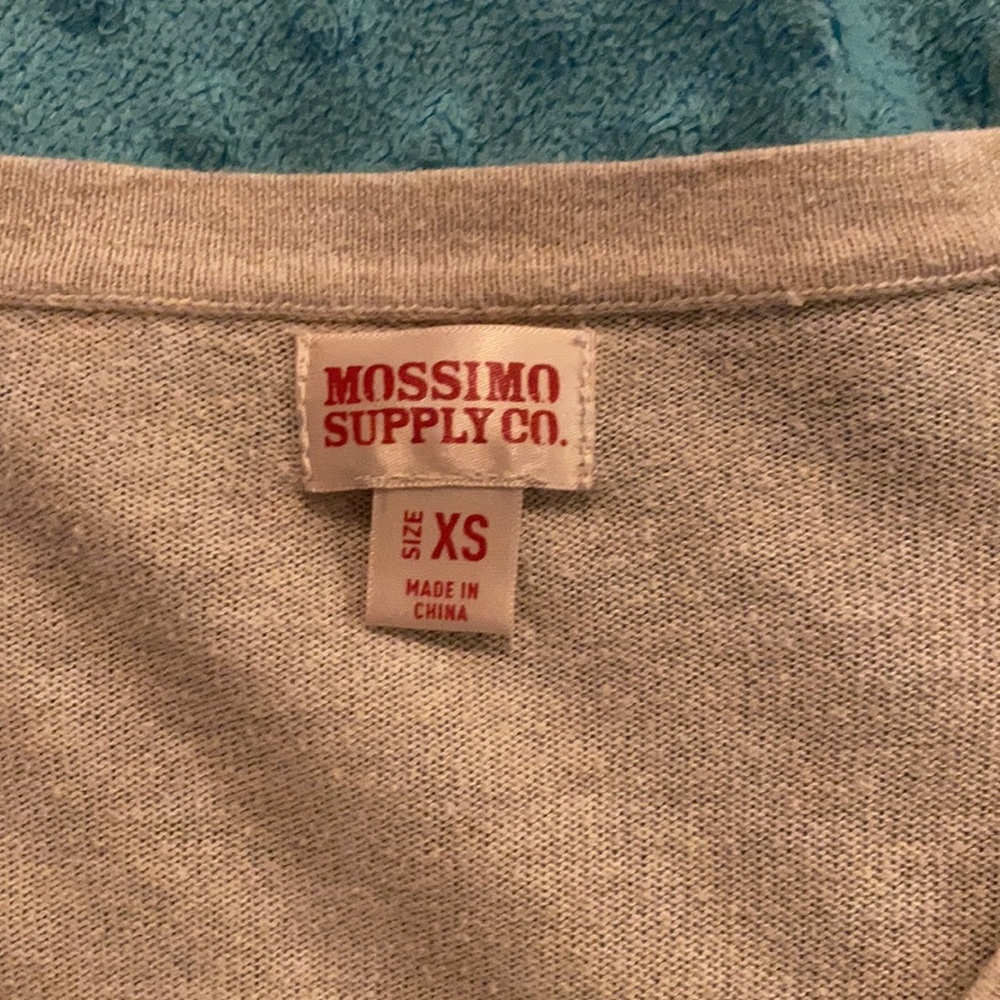 MOSSIMO
SUPPLY CO.
SIZE XS
MADE IN
CHINA